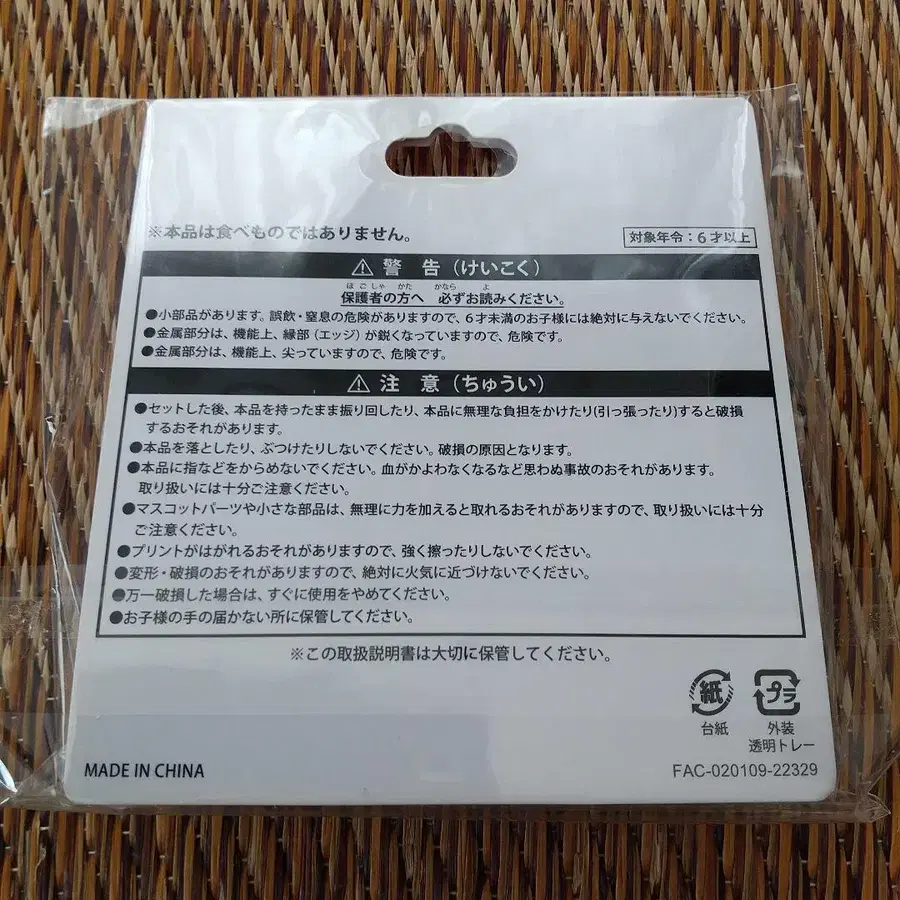 ※本品は食べものではありません。
対象年令：6才以上
⚠ 警 告（けいこく）
保護者の方へ 必ずお読みください。
●小部品があります。誤飲・窒息の危険がありますので、6才未満のお子様には絶対に与えないでください。
●金属部分は、機能上、縁部（エッジ）が鋭くなっていますので、危険です。
●金属部分は、機能上、尖っていますので、危険です。
⚠ 注 意（ちゅうい）
●セットした後、本品を持ったまま振り回したり、本品に無理な負担をかけたり(引っ張ったり)すると破損
するおそれがあります。
●本品を落としたり、ぶつけたりしないでください。破損の原因となります。
●本品に指などをからめないでください。血がかよわなくなるなど思わぬ事故のおそれがあります。
取り扱いには十分ご注意ください。
●マスコットパーツや小さな部品は、無理に力を加えると取れるおそれがありますので、取り扱いには十分
ご注意ください。
●プリントがはがれるおそれがありますので、強く擦ったりしないでください。
●変形・破損のおそれがありますので、絶対に火気に近づけないでください。
●万一破損した場合は、すぐに使用をやめてください。
●お子様の手の届かない所に保管してください。
※この取扱説明書は大切に保管してください。
紙
台紙
プラ
外装
透明トレー
MADE IN CHINA
FAC-020109-22329